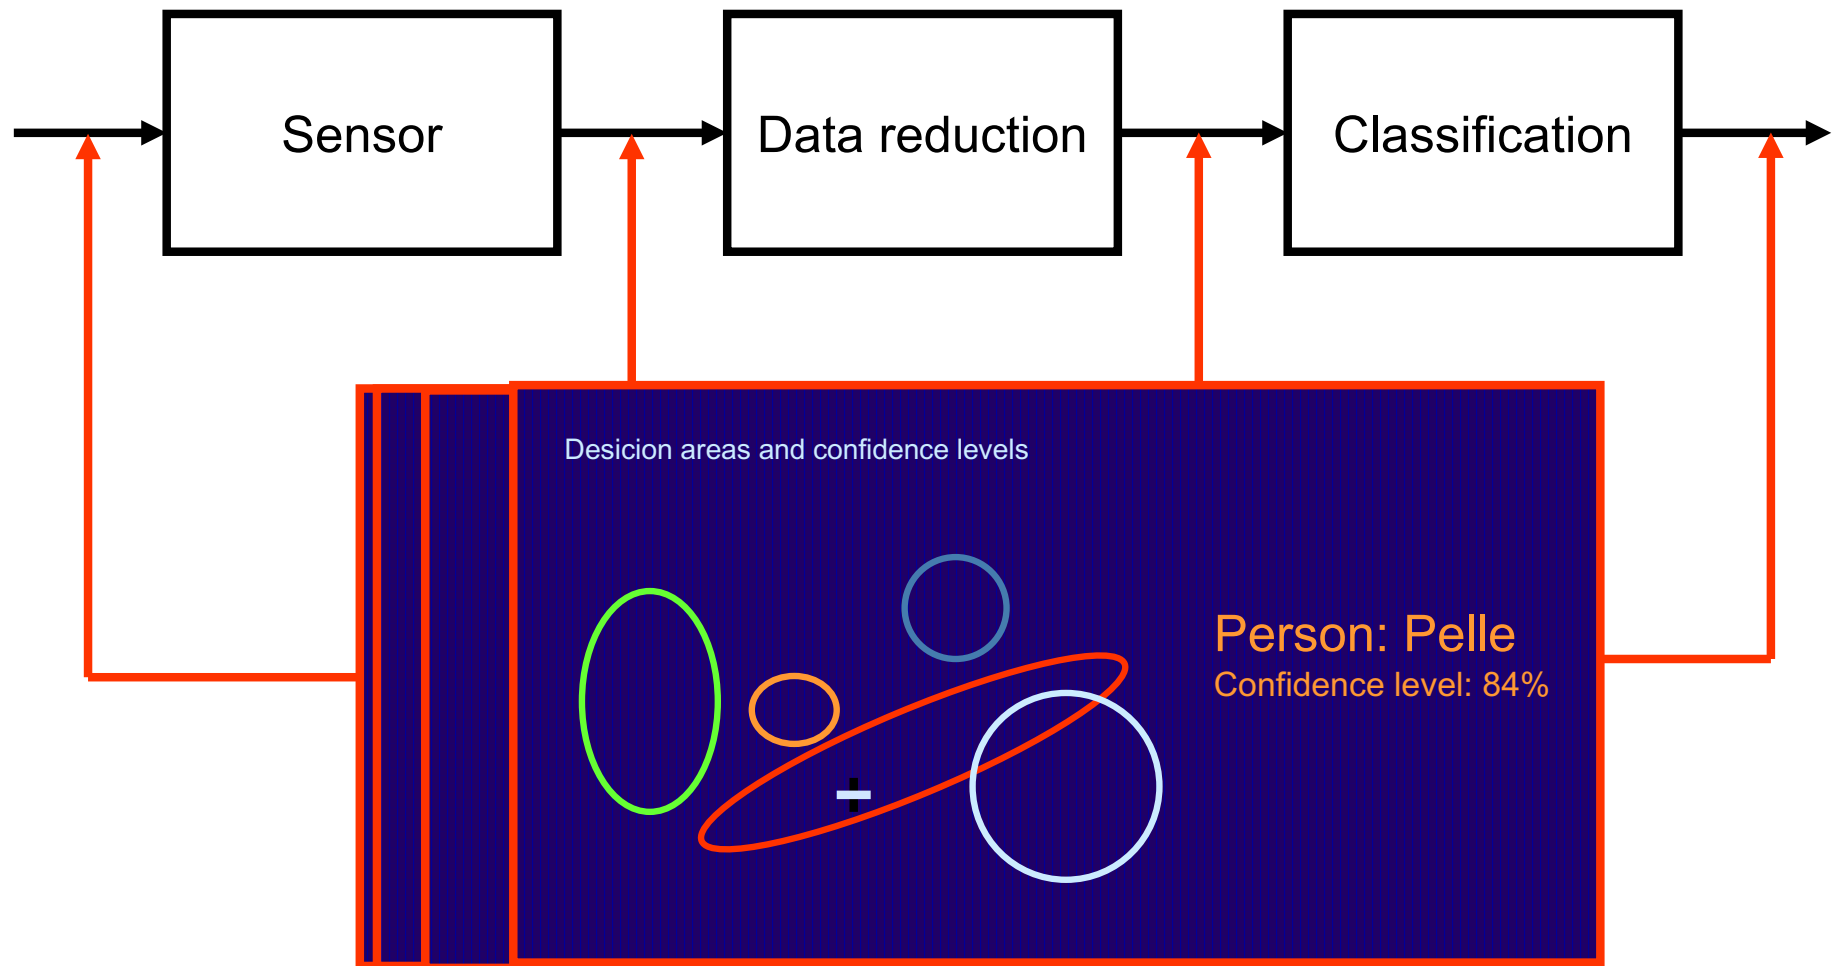 Sensor
Data reduction
Classification
Desicion areas and confidence levels
Person: Pelle
Confidence level: 84%